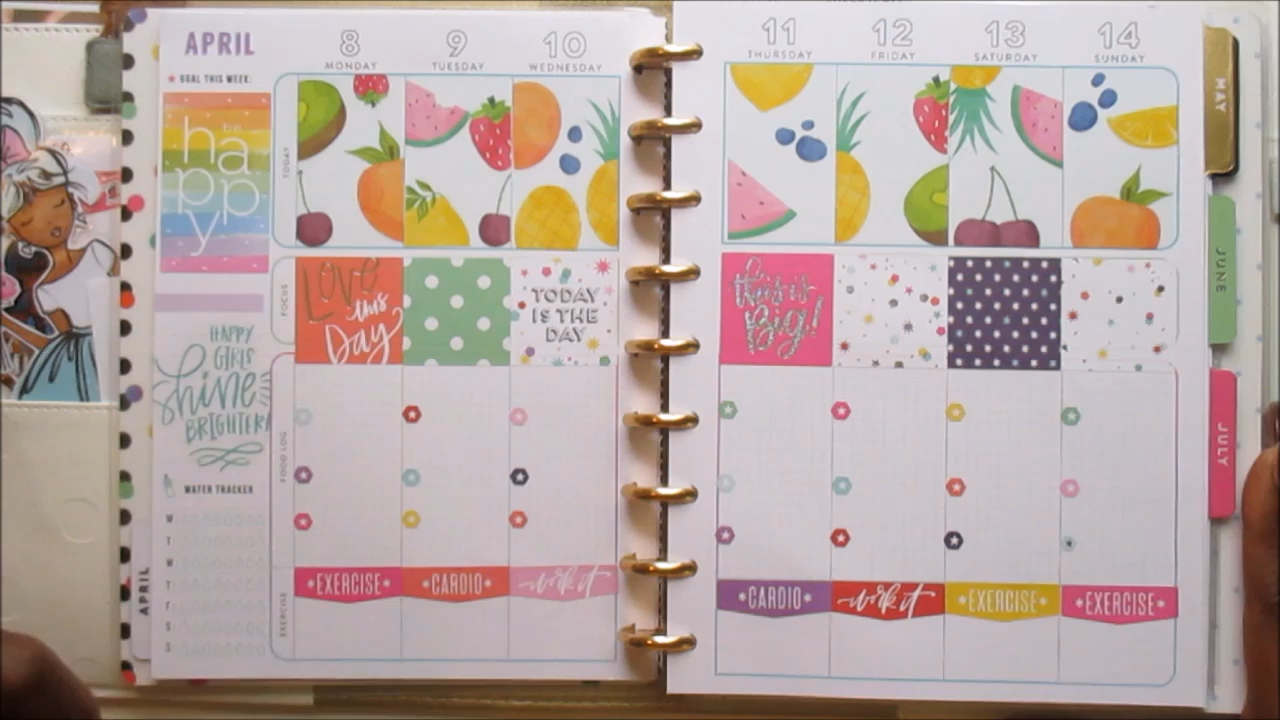 APRIL
8
MONDAY
9
TUESDAY
10
WEDNESDAY
11
THURSDAY
12
FRIDAY
13
SATURDAY
14
SUNDAY
GOAL THIS WEEK:
be
happy
TODAY
FOCUS
LOVE
this
Day
TODAY
IS THE
DAY
this is
Big!
HAPPY
GIRLS
shine
BRIGHTER
FOOD LOG
WATER TRACKER
M
T
W
T
F
S
S
EXERCISE
EXERCISE
CARDIO
work it
CARDIO
work it
EXERCISE
EXERCISE
APRIL
MAY
JUNE
JULY